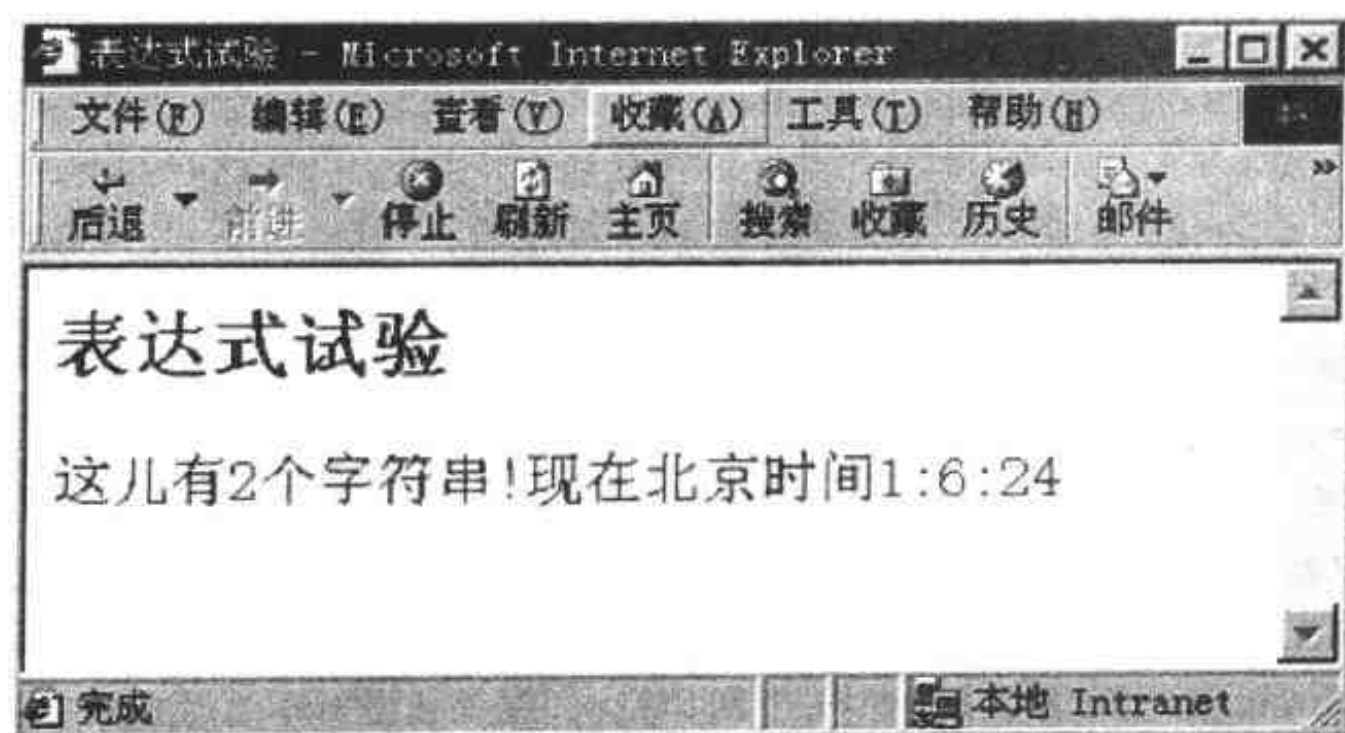 表达式试验 - Microsoft Internet Explorer
文件(F) 编辑(E) 查看(V) 收藏(A) 工具(T) 帮助(H)
后退 前进 停止 刷新 主页 搜索 收藏 历史 邮件 »
表达式试验
这儿有2个字符串!现在北京时间1:6:24
完成 本地 Intranet